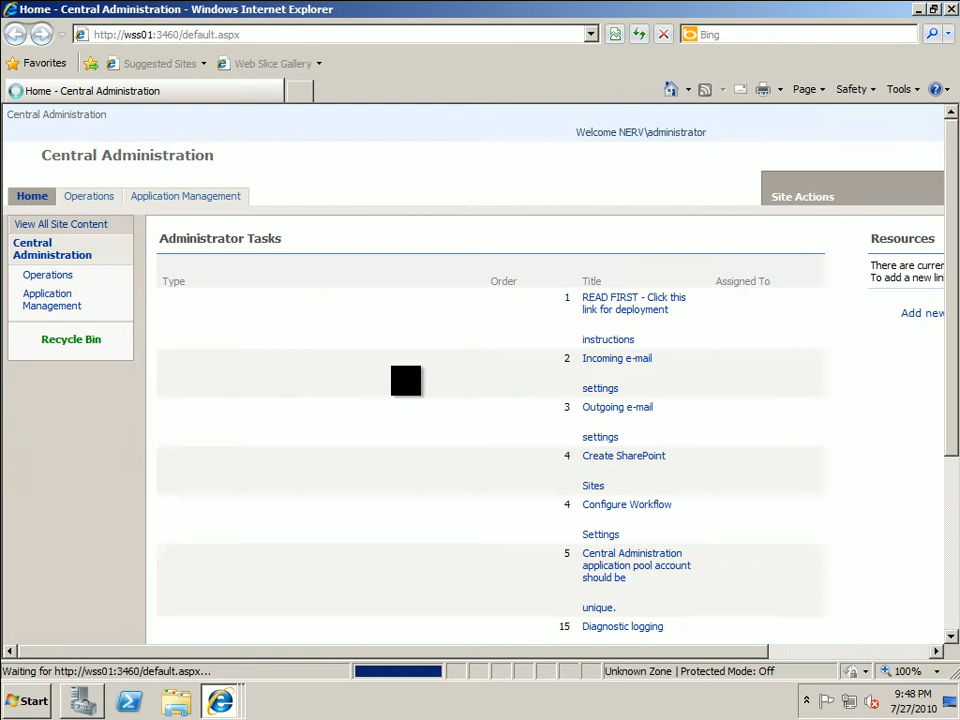 Home - Central Administration - Windows Internet Explorer
http://wss01:3460/default.aspx
Bing
Favorites
Suggested Sites
Web Slice Gallery
Home - Central Administration
Page
Safety
Tools
Central Administration
Welcome NERV\administrator
Central Administration
Home
Operations
Application Management
Site Actions
View All Site Content
Central
Administration
Operations
Application
Management
Recycle Bin
Administrator Tasks
Type
Order
Title
Assigned To
1
READ FIRST - Click this
link for deployment
instructions
2
Incoming e-mail
settings
3
Outgoing e-mail
settings
4
Create SharePoint
Sites
4
Configure Workflow
Settings
5
Central Administration
application pool account
should be
unique.
15
Diagnostic logging
Resources
There are curren
To add a new lin
Add new
Waiting for http://wss01:3460/default.aspx...
Unknown Zone | Protected Mode: Off
100%
Start
9:48 PM
7/27/2010